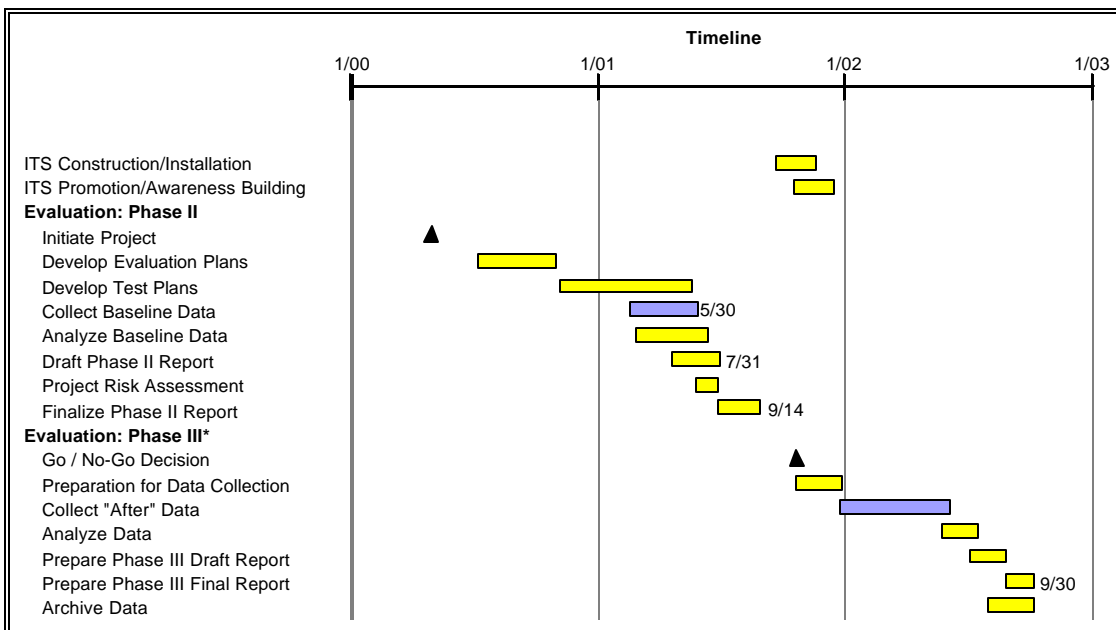 Timeline
1/00 1/01 1/02 1/03
ITS Construction/Installation
ITS Promotion/Awareness Building
Evaluation: Phase II
Initiate Project
Develop Evaluation Plans
Develop Test Plans
Collect Baseline Data 5/30
Analyze Baseline Data
Draft Phase II Report 7/31
Project Risk Assessment
Finalize Phase II Report 9/14
Evaluation: Phase III*
Go / No-Go Decision
Preparation for Data Collection
Collect "After" Data
Analyze Data
Prepare Phase III Draft Report
Prepare Phase III Final Report 9/30
Archive Data